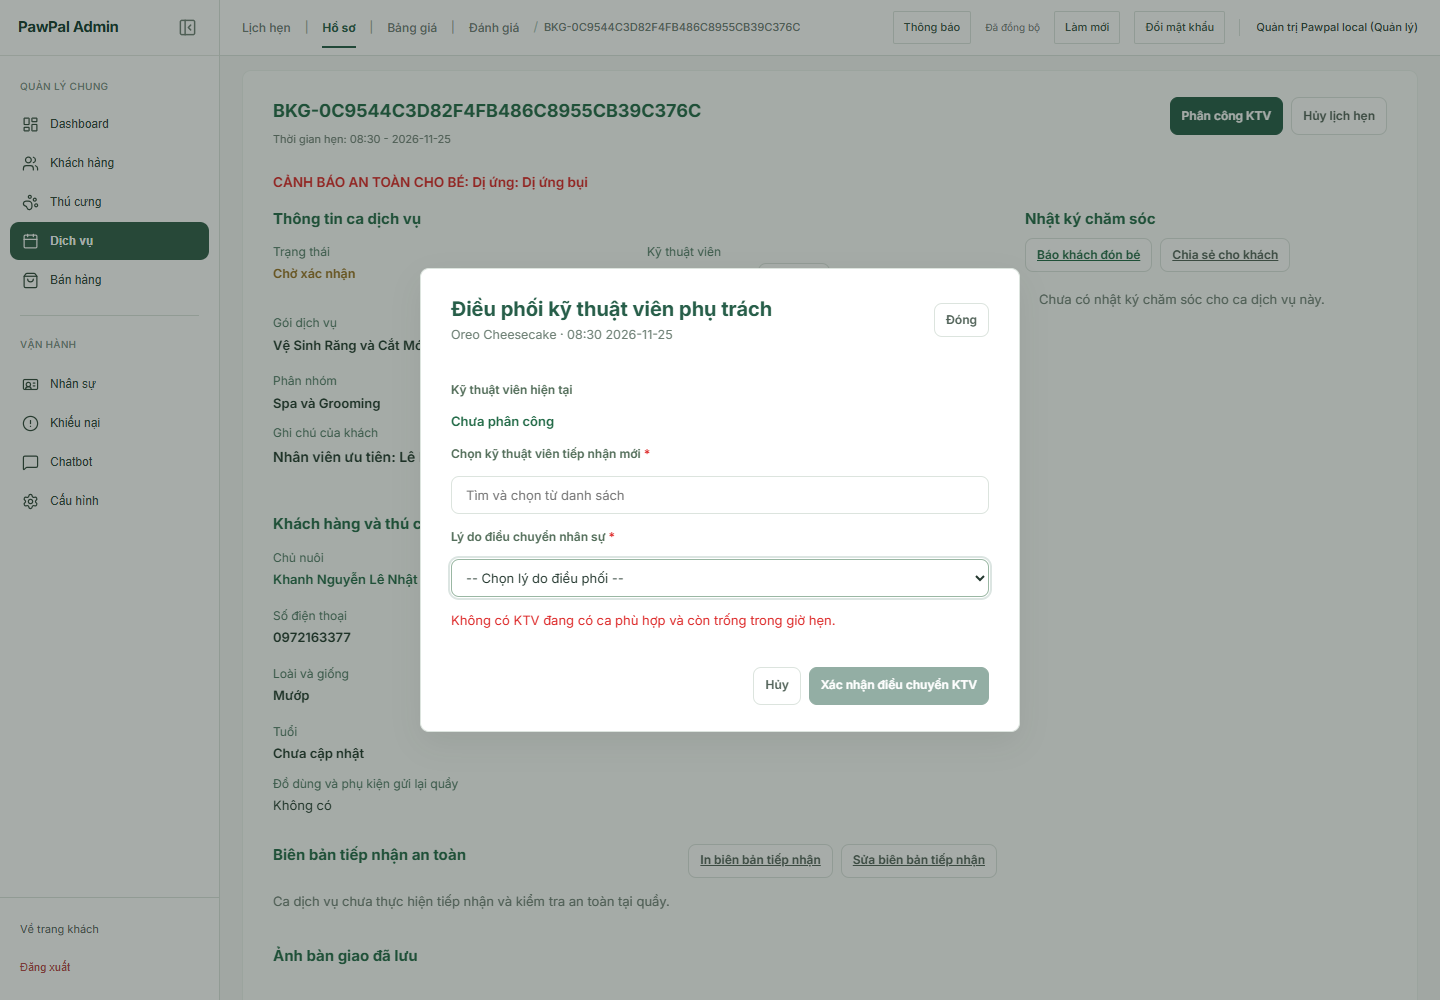 PawPal Admin
Lịch hẹn | Hồ sơ | Bảng giá | Đánh giá / BKG-0C9544C3D82F4FB486C8955CB39C376C
Thông báo
Đã đồng bộ
Làm mới
Đổi mật khẩu
Quản trị Pawpal local (Quản lý)
QUẢN LÝ CHUNG
Dashboard
Khách hàng
Thú cưng
Dịch vụ
Bán hàng
VẬN HÀNH
Nhân sự
Khiếu nại
Chatbot
Cấu hình
Về trang khách
Đăng xuất
BKG-0C9544C3D82F4FB486C8955CB39C376C
Thời gian hẹn: 08:30 - 2026-11-25
Phân công KTV
Hủy lịch hẹn
CẢNH BÁO AN TOÀN CHO BÉ: Dị ứng: Dị ứng bụi
Thông tin ca dịch vụ
Trạng thái
Chờ xác nhận
Kỹ thuật viên
Gói dịch vụ
Vệ Sinh Răng và Cắt Mó
Phân nhóm
Spa và Grooming
Ghi chú của khách
Nhân viên ưu tiên: Lê
Khách hàng và thú c
Chủ nuôi
Khanh Nguyễn Lê Nhật
Số điện thoại
0972163377
Loài và giống
Mướp
Tuổi
Chưa cập nhật
Đồ dùng và phụ kiện gửi lại quầy
Không có
Biên bản tiếp nhận an toàn
In biên bản tiếp nhận
Sửa biên bản tiếp nhận
Ca dịch vụ chưa thực hiện tiếp nhận và kiểm tra an toàn tại quầy.
Ảnh bàn giao đã lưu
Nhật ký chăm sóc
Báo khách đón bé
Chia sẻ cho khách
Chưa có nhật ký chăm sóc cho ca dịch vụ này.
Điều phối kỹ thuật viên phụ trách
Oreo Cheesecake · 08:30 2026-11-25
Đóng
Kỹ thuật viên hiện tại
Chưa phân công
Chọn kỹ thuật viên tiếp nhận mới *
Tìm và chọn từ danh sách
Lý do điều chuyển nhân sự *
-- Chọn lý do điều phối --
Không có KTV đang có ca phù hợp và còn trống trong giờ hẹn.
Hủy
Xác nhận điều chuyển KTV